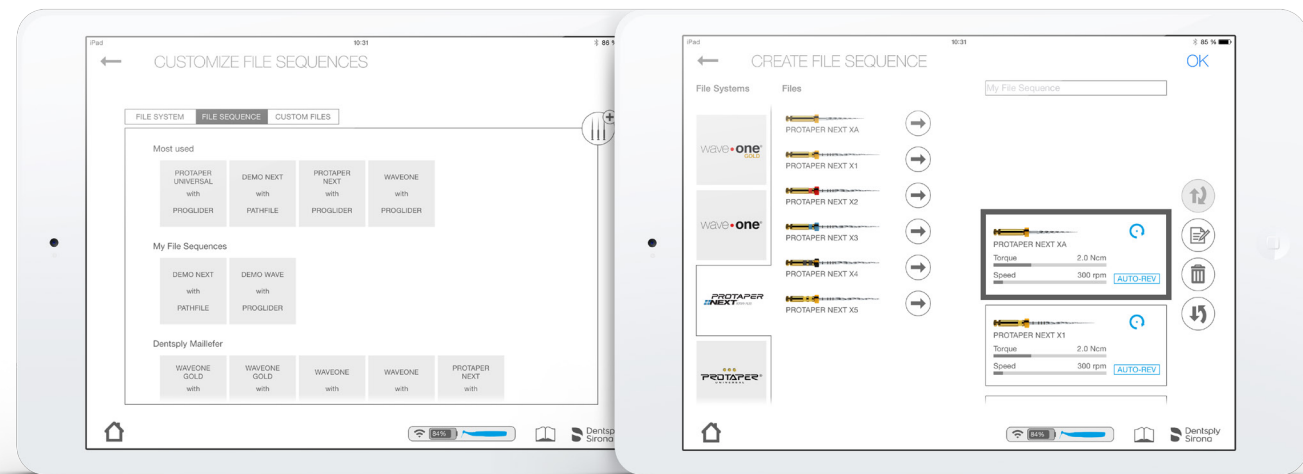 iPad
10:31
86
CUSTOMIZE FILE SEQUENCES
FILE SYSTEM
FILE SEQUENCE
CUSTOM FILES
Most used
PROTAPER
UNIVERSAL
with
PROGLIDER
DEMO NEXT
with
PATHFILE
PROTAPER
NEXT
with
PROGLIDER
WAVEONE
with
PROGLIDER
My File Sequences
DEMO NEXT
with
PATHFILE
DEMO WAVE
with
PROGLIDER
Dentsply Maillefer
WAVEONE
GOLD
with
WAVEONE
GOLD
with
WAVEONE
with
WAVEONE
with
PROTAPER
NEXT
with
84%
Dentsp
Sirona
iPad
10:31
85 %
CREATE FILE SEQUENCE
OK
File Systems
Files
My File Sequence
wave•one®
GOLD
wave•one®
PROTAPER
NEXT
PROTAPER®
UNIVERSAL
PROTAPER NEXT XA
PROTAPER NEXT X1
PROTAPER NEXT X2
PROTAPER NEXT X3
PROTAPER NEXT X4
PROTAPER NEXT X5
PROTAPER NEXT XA
Torque 2.0 Ncm
Speed 300 rpm
AUTO-REV
PROTAPER NEXT X1
Torque 2.0 Ncm
Speed 300 rpm
AUTO-REV
84%
Dentsply
Sirona